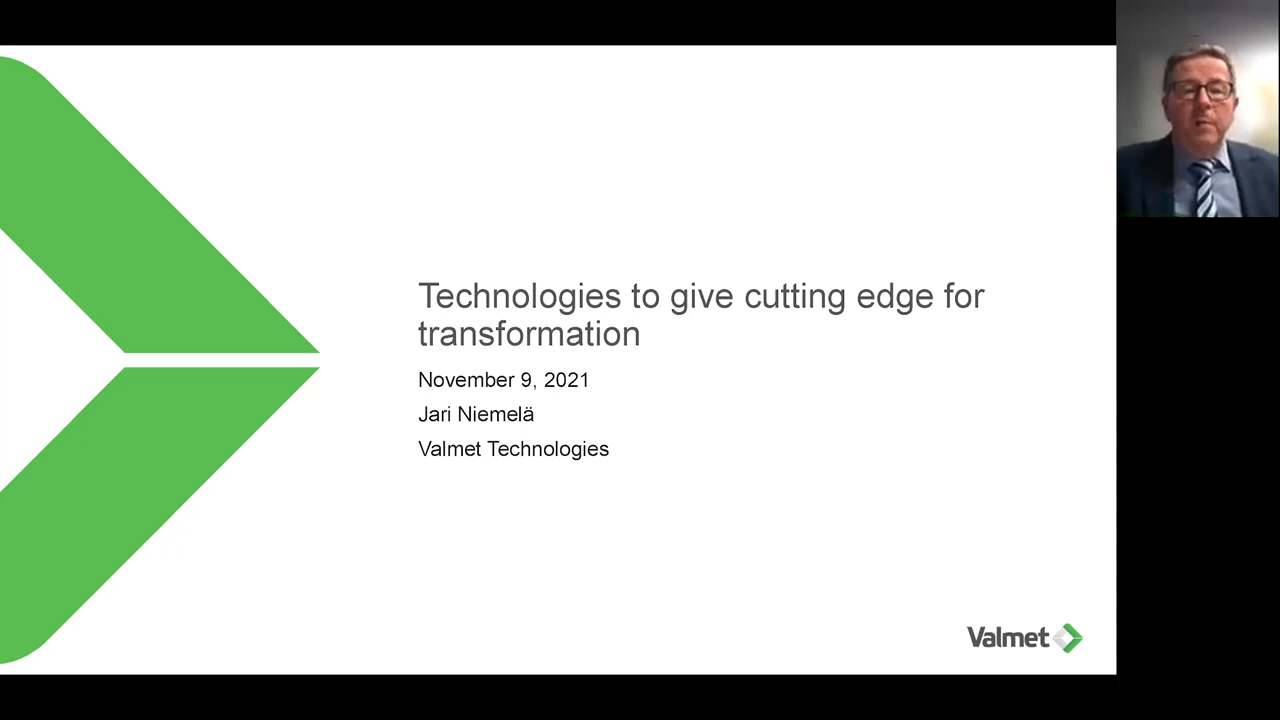 Technologies to give cutting edge for
transformation
November 9, 2021
Jari Niemelä
Valmet Technologies
Valmet